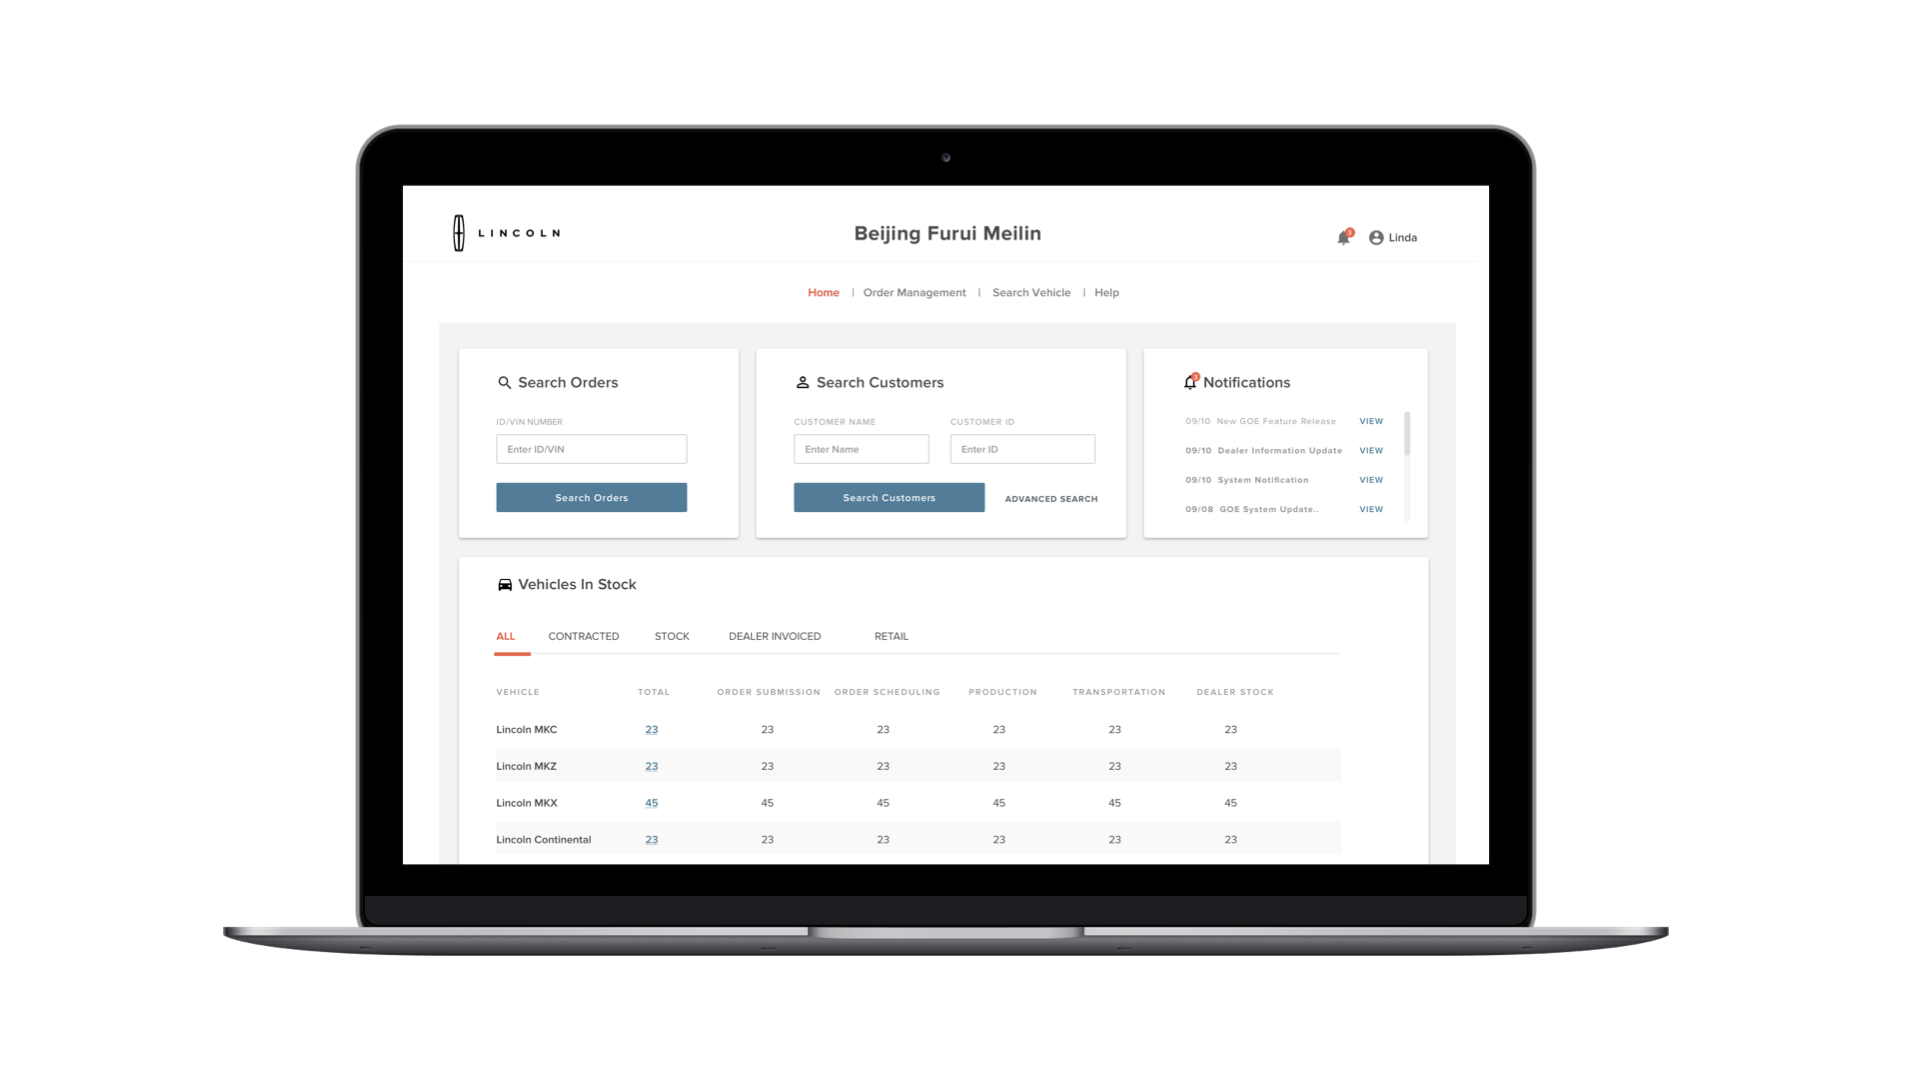 LINCOLN
Beijing Furui Meilin
3
Linda
Home | Order Management | Search Vehicle | Help
Search Orders
ID/VIN NUMBER
Enter ID/VIN
Search Orders
Search Customers
CUSTOMER NAME CUSTOMER ID
Enter Name Enter ID
Search Customers ADVANCED SEARCH
3
Notifications
09/10 New GOE Feature Release VIEW
09/10 Dealer Information Update VIEW
09/10 System Notification VIEW
09/08 GOE System Update.. VIEW
Vehicles In Stock
ALL CONTRACTED STOCK DEALER INVOICED RETAIL
VEHICLE TOTAL ORDER SUBMISSION ORDER SCHEDULING PRODUCTION TRANSPORTATION DEALER STOCK
Lincoln MKC 23 23 23 23 23 23
Lincoln MKZ 23 23 23 23 23 23
Lincoln MKX 45 45 45 45 45 45
Lincoln Continental 23 23 23 23 23 23